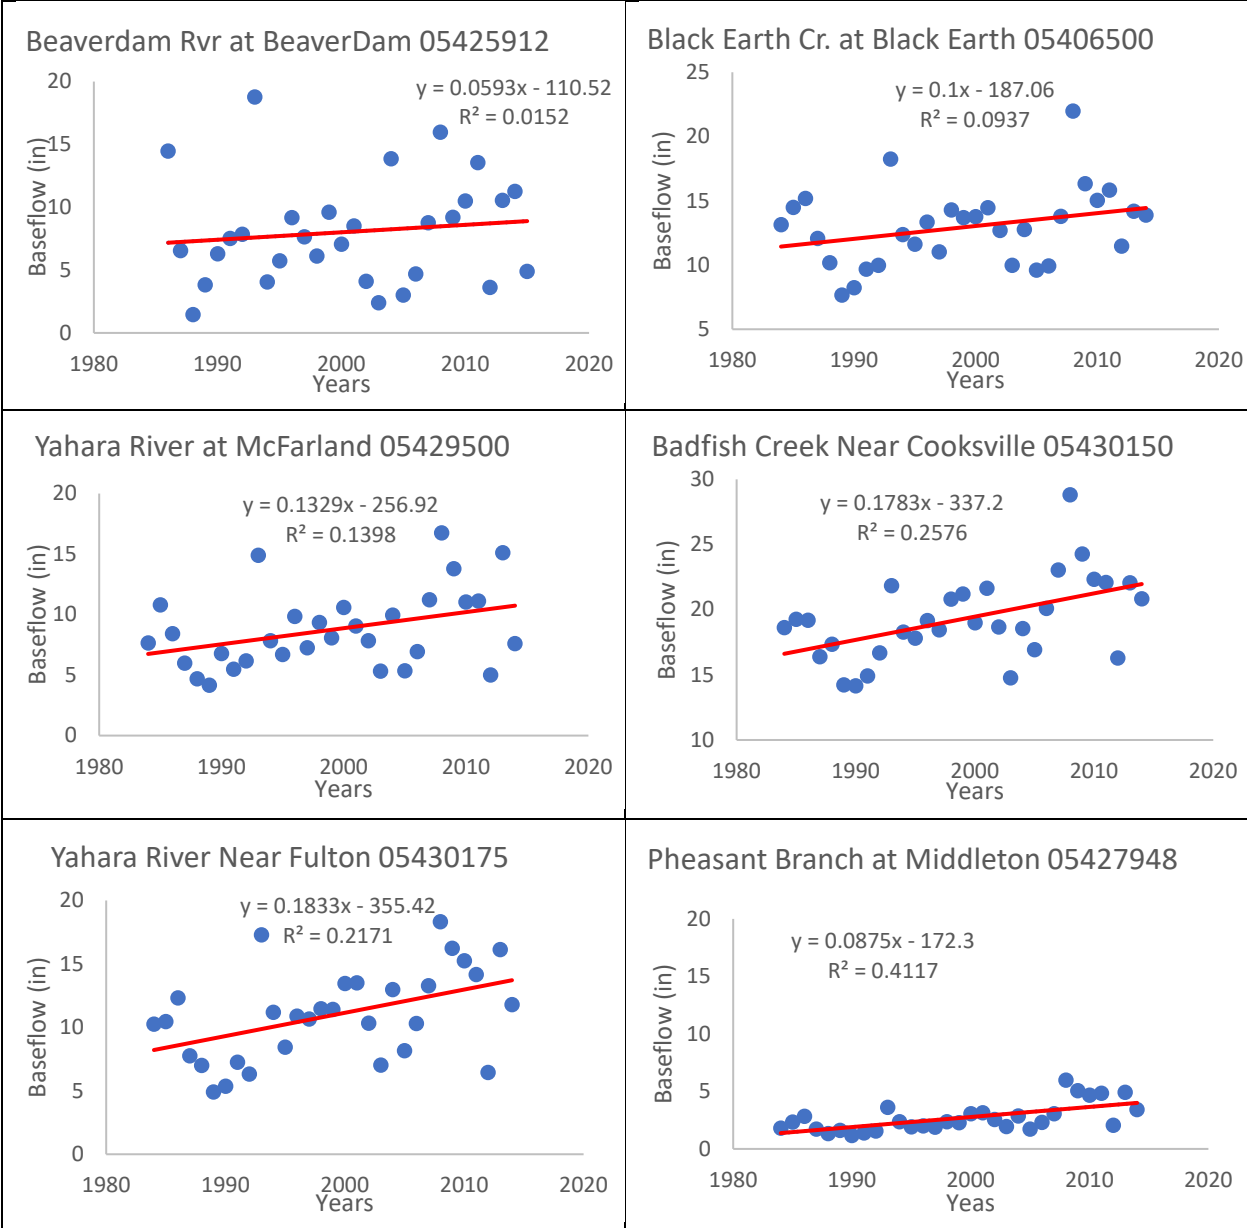 Beaverdam Rvr at BeaverDam 05425912
y = 0.0593x - 110.52
R² = 0.0152
Baseflow (in)
20
15
10
5
0
1980 1990 2000 2010 2020
Years
Black Earth Cr. at Black Earth 05406500
y = 0.1x - 187.06
R² = 0.0937
Baseflow (in)
25
20
15
10
5
1980 1990 2000 2010 2020
Years
Yahara River at McFarland 05429500
y = 0.1329x - 256.92
R² = 0.1398
Baseflow (in)
20
15
10
5
0
1980 1990 2000 2010 2020
Years
Badfish Creek Near Cooksville 05430150
y = 0.1783x - 337.2
R² = 0.2576
Baseflow (in)
30
25
20
15
10
1980 1990 2000 2010 2020
Years
Yahara River Near Fulton 05430175
y = 0.1833x - 355.42
R² = 0.2171
Baseflow (in)
20
15
10
5
0
1980 1990 2000 2010 2020
Years
Pheasant Branch at Middleton 05427948
y = 0.0875x - 172.3
R² = 0.4117
Baseflow (in)
20
15
10
5
0
1980 1990 2000 2010 2020
Yeas